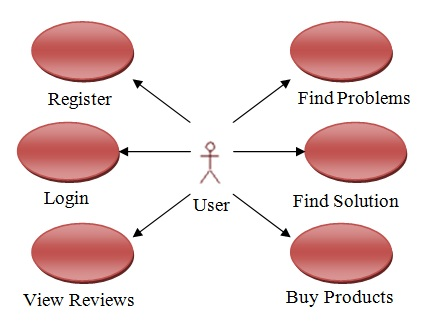 Register
Find Problems
Login
User
Find Solution
View Reviews
Buy Products